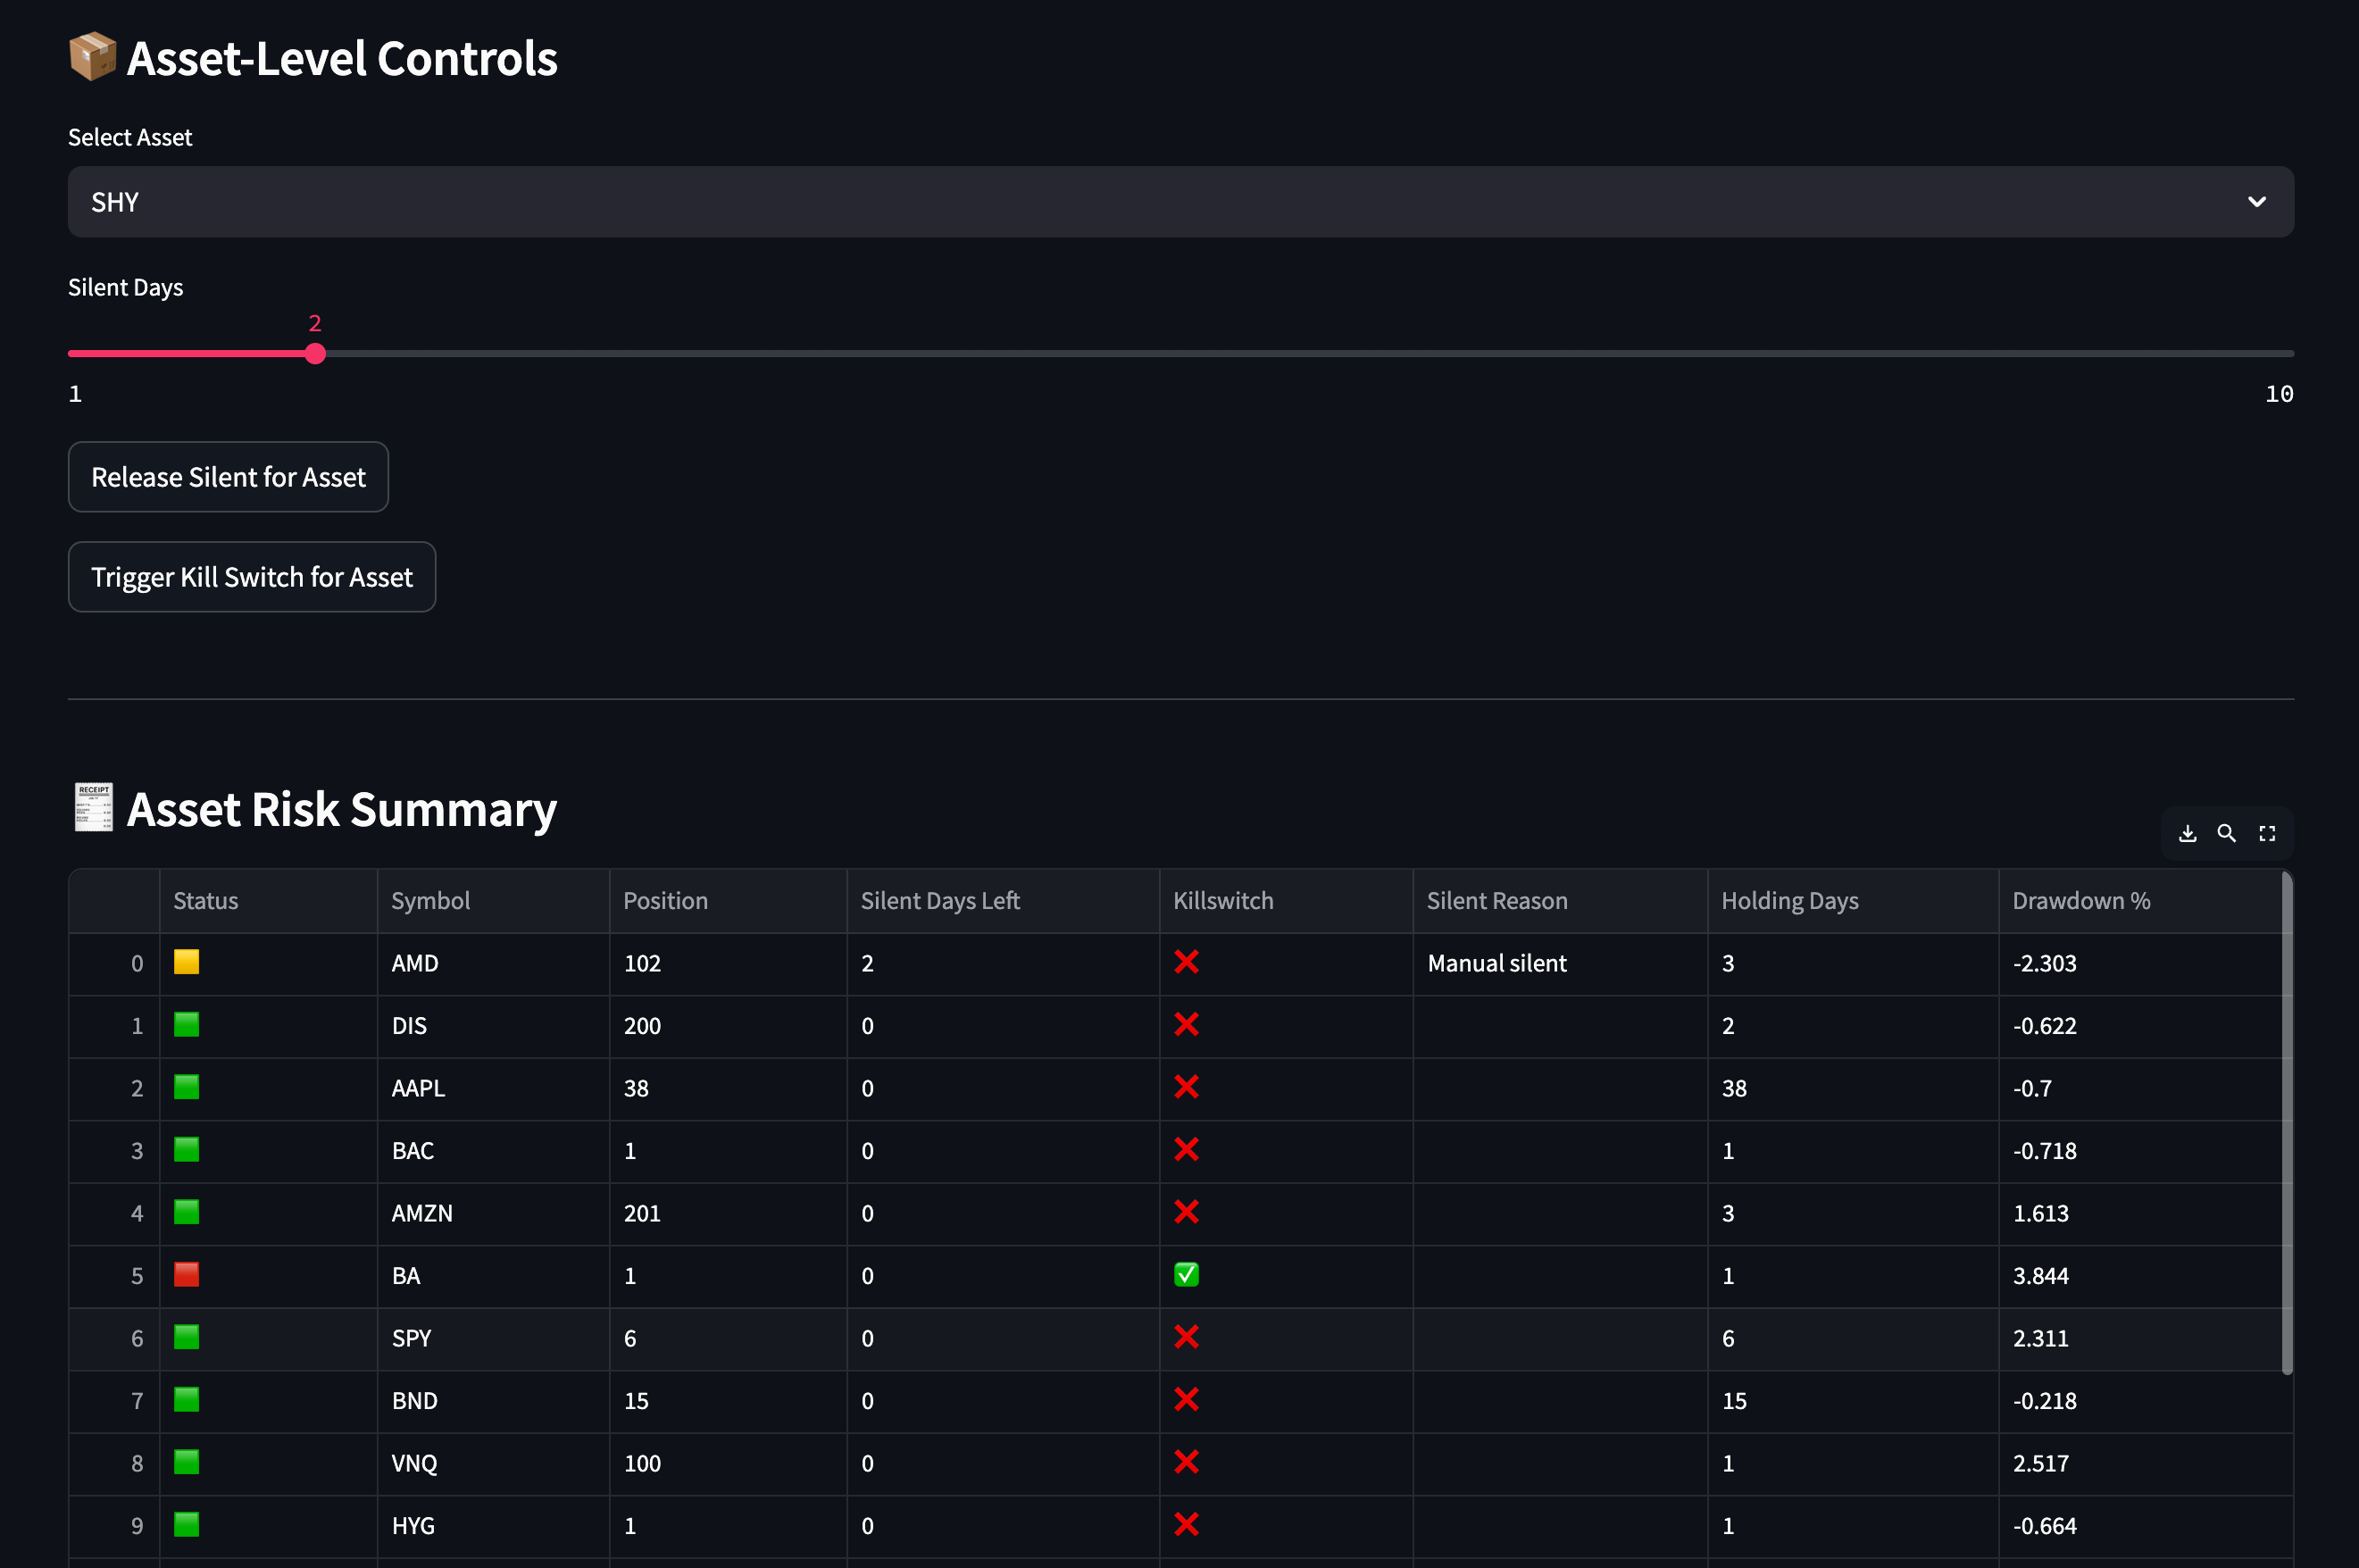 📦 Asset-Level Controls
Select Asset
SHY
Silent Days
2
1 10
Release Silent for Asset
Trigger Kill Switch for Asset
🧾 Asset Risk Summary
Status Symbol Position Silent Days Left Killswitch Silent Reason Holding Days Drawdown %
0 🟨 AMD 102 2 ❌ Manual silent 3 -2.303
1 🟩 DIS 200 0 ❌ 2 -0.622
2 🟩 AAPL 38 0 ❌ 38 -0.7
3 🟩 BAC 1 0 ❌ 1 -0.718
4 🟩 AMZN 201 0 ❌ 3 1.613
5 🟥 BA 1 0 ✅ 1 3.844
6 🟩 SPY 6 0 ❌ 6 2.311
7 🟩 BND 15 0 ❌ 15 -0.218
8 🟩 VNQ 100 0 ❌ 1 2.517
9 🟩 HYG 1 0 ❌ 1 -0.664